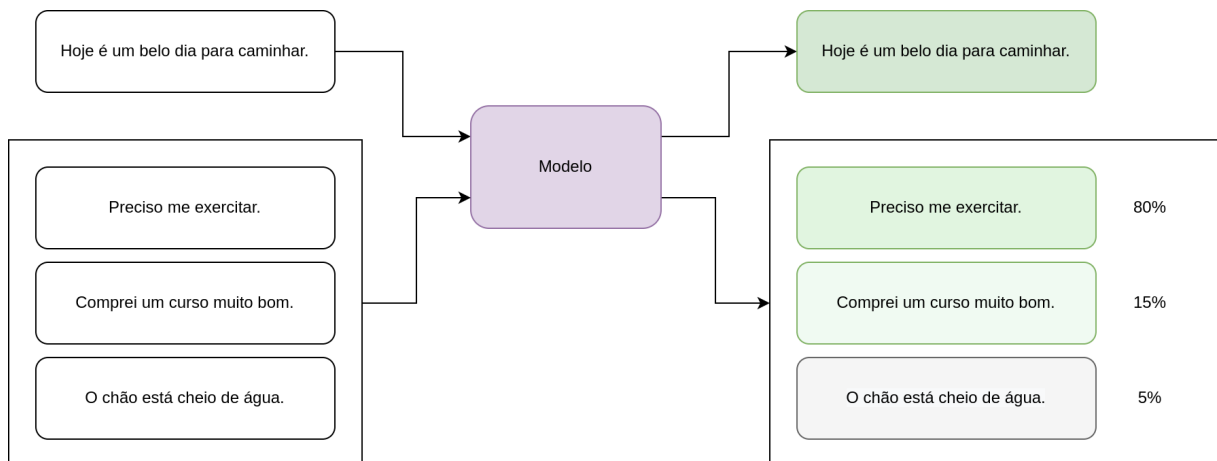 Hoje é um belo dia para caminhar.
Preciso me exercitar.
Comprei um curso muito bom.
O chão está cheio de água.
Modelo
Hoje é um belo dia para caminhar.
Preciso me exercitar. 80%
Comprei um curso muito bom. 15%
O chão está cheio de água. 5%